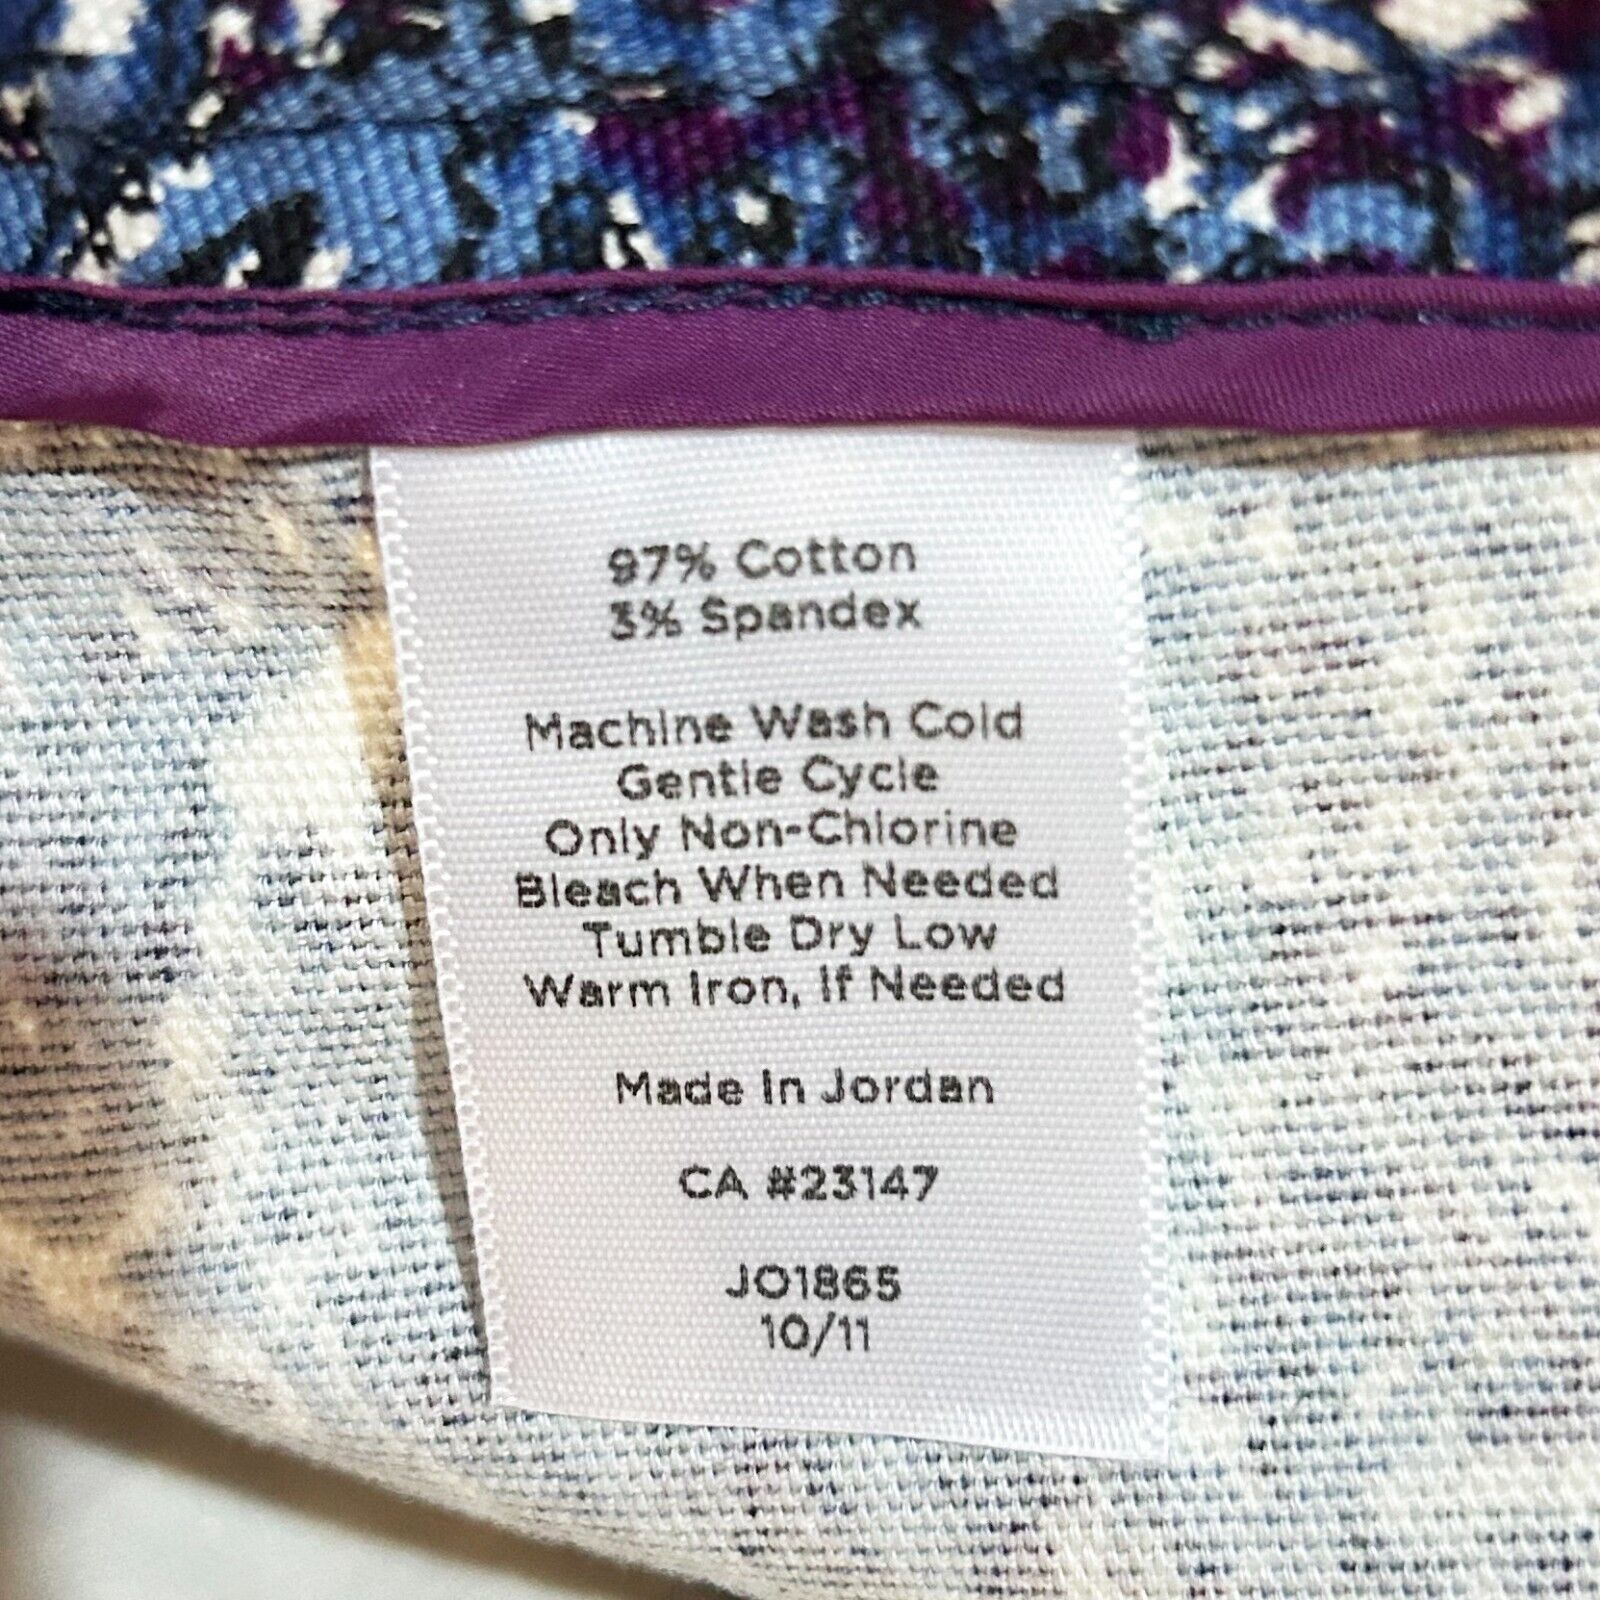 97% Cotton
3% Spandex
Machine Wash Cold
Gentle Cycle
Only Non-Chlorine
Bleach When Needed
Tumble Dry Low
Warm Iron, If Needed
Made In Jordan
CA #23147
JO1865
10/11